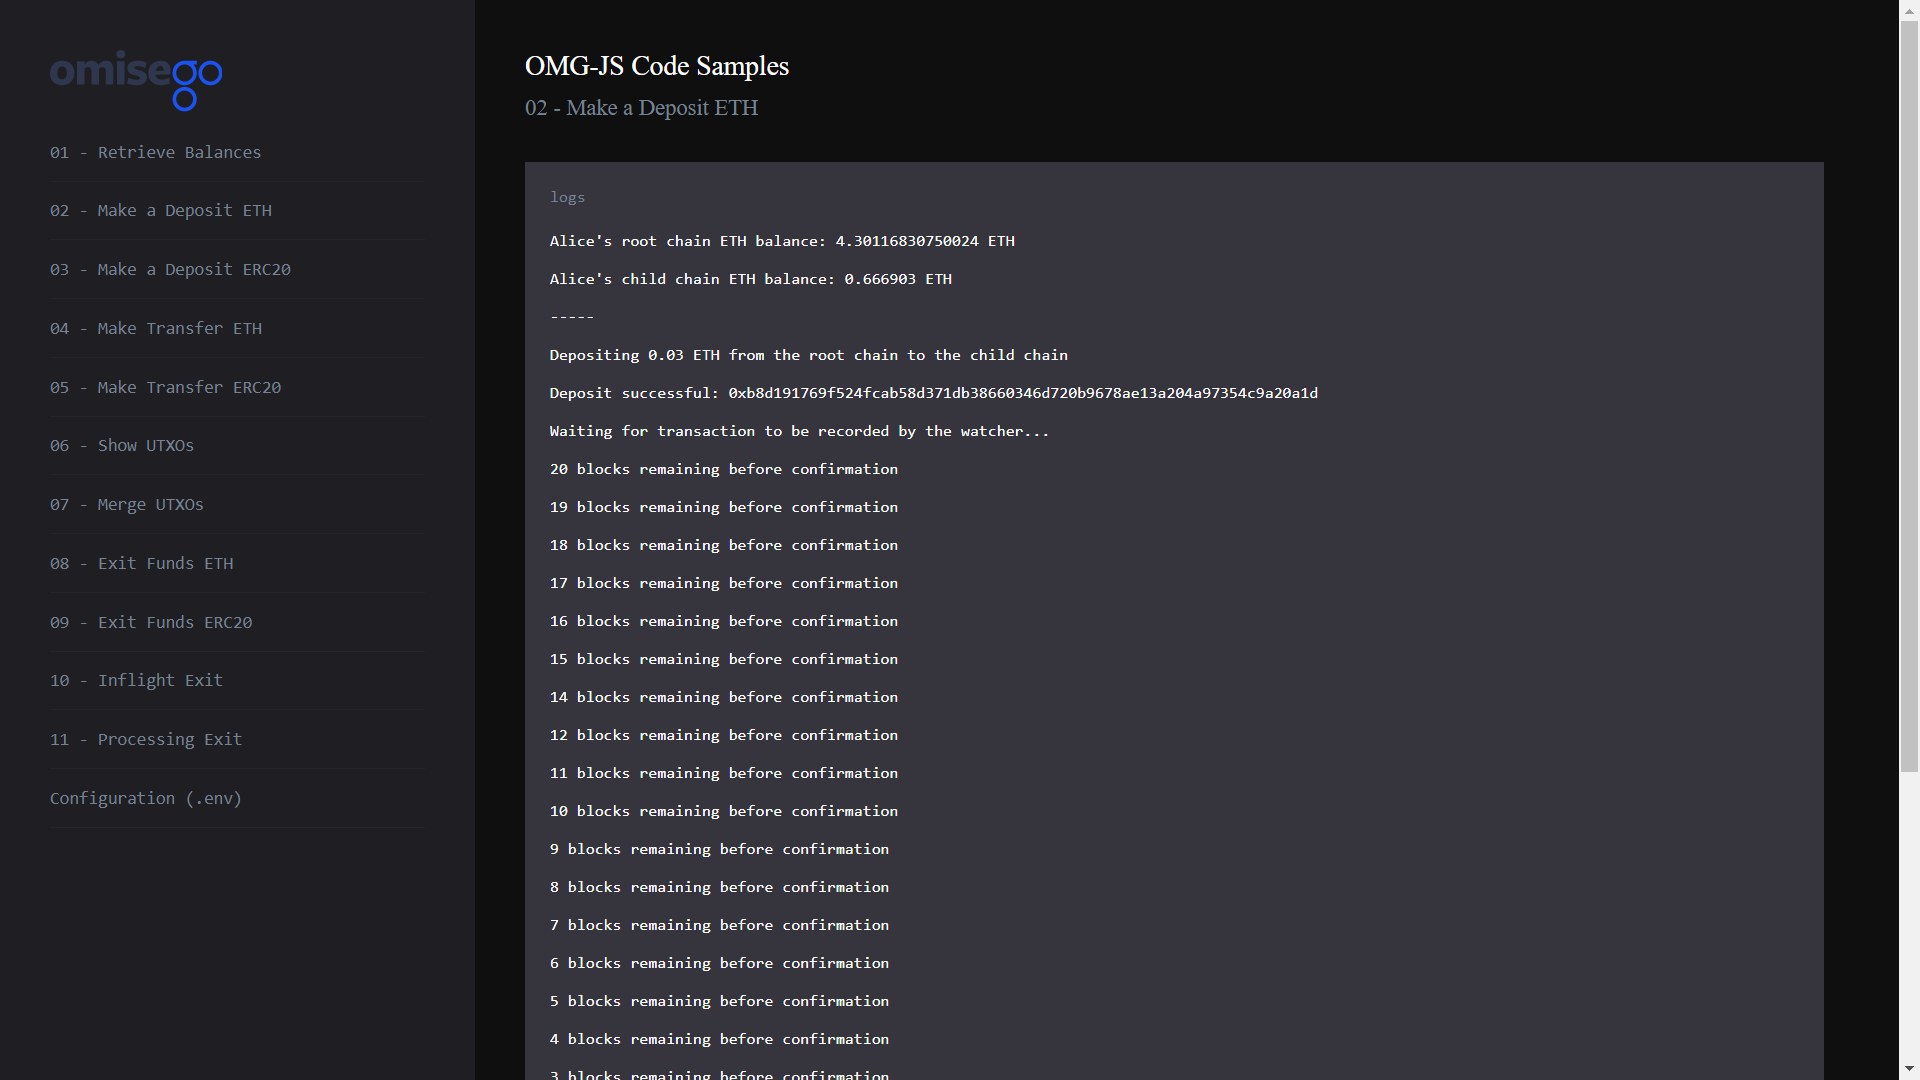 omisego
01 - Retrieve Balances
02 - Make a Deposit ETH
03 - Make a Deposit ERC20
04 - Make Transfer ETH
05 - Make Transfer ERC20
06 - Show UTXOs
07 - Merge UTXOs
08 - Exit Funds ETH
09 - Exit Funds ERC20
10 - Inflight Exit
11 - Processing Exit
Configuration (.env)
OMG-JS Code Samples
02 - Make a Deposit ETH
logs
Alice's root chain ETH balance: 4.30116830750024 ETH
Alice's child chain ETH balance: 0.666903 ETH
-----
Depositing 0.03 ETH from the root chain to the child chain
Deposit successful: 0xb8d191769f524fcab58d371db38660346d720b9678ae13a204a97354c9a20a1d
Waiting for transaction to be recorded by the watcher...
20 blocks remaining before confirmation
19 blocks remaining before confirmation
18 blocks remaining before confirmation
17 blocks remaining before confirmation
16 blocks remaining before confirmation
15 blocks remaining before confirmation
14 blocks remaining before confirmation
12 blocks remaining before confirmation
11 blocks remaining before confirmation
10 blocks remaining before confirmation
9 blocks remaining before confirmation
8 blocks remaining before confirmation
7 blocks remaining before confirmation
6 blocks remaining before confirmation
5 blocks remaining before confirmation
4 blocks remaining before confirmation
3 blocks remaining before confirmation